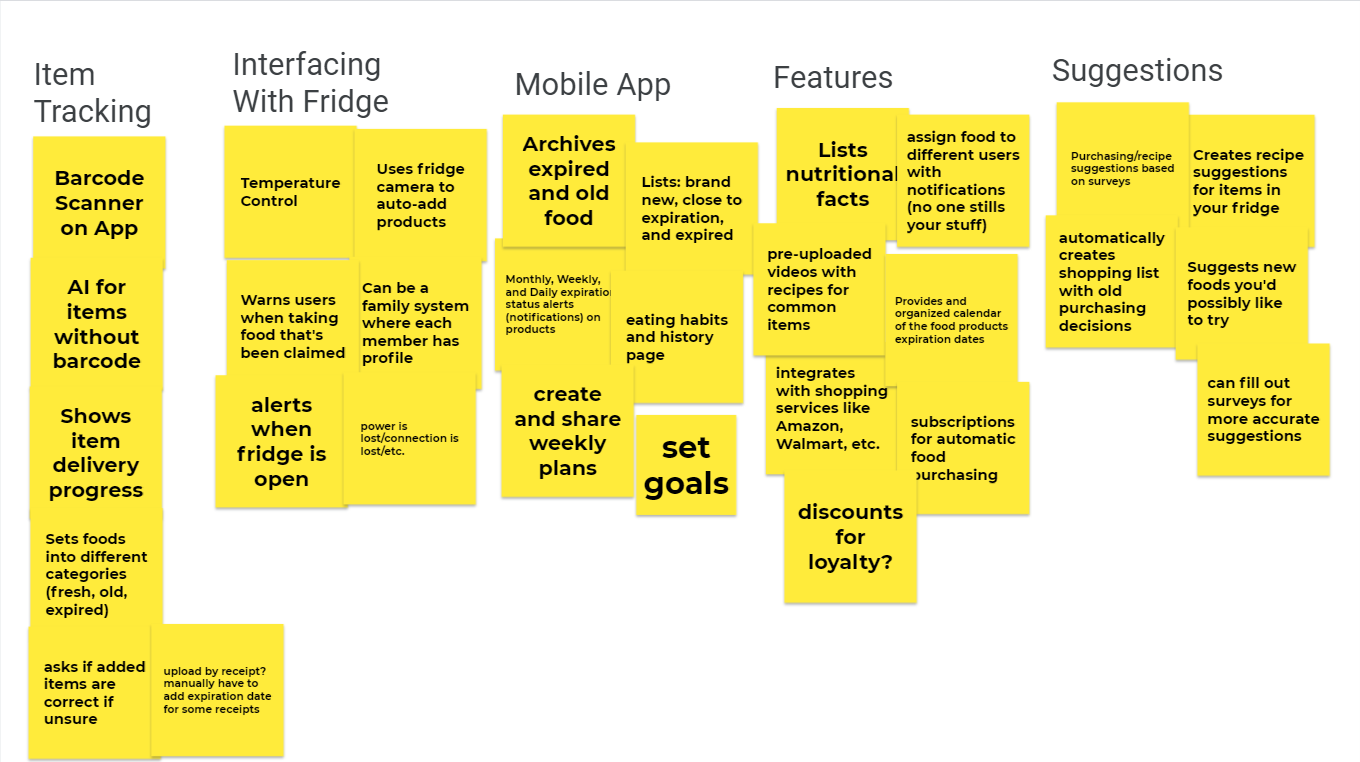 Item
Tracking
Barcode
Scanner
on App
AI for
items
without
barcode
Shows
item
delivery
progress
Sets foods
into different
categories
(fresh, old,
expired)
asks if added
items are
correct if
unsure
upload by receipt?
manually have to
add expiration date
for some receipts
Interfacing
With Fridge
Temperature
Control
Uses fridge
camera to
auto-add
products
Warns users
when taking
food that's
been claimed
Can be a
family system
where each
member has
profile
alerts
when
fridge is
open
power is
lost/connection is
lost/etc.
Mobile App
Archives
expired
and old
food
Lists: brand
new, close to
expiration,
and expired
Monthly, Weekly,
and Daily expiration
status alerts
(notifications) on
products
eating habits
and history
page
create
and share
weekly
plans
set
goals
Features
Lists
nutritional
facts
assign food to
different users
with
notifications
(no one stills
your stuff)
pre-uploaded
videos with
recipes for
common
items
Provides and
organized calendar
of the food products
expiration dates
integrates
with shopping
services like
Amazon,
Walmart, etc.
subscriptions
for automatic
food
purchasing
discounts
for
loyalty?
Suggestions
Purchasing/recipe
suggestions based
on surveys
Creates recipe
suggestions
for items in
your fridge
automatically
creates
shopping list
with old
purchasing
decisions
Suggests new
foods you'd
possibly like
to try
can fill out
surveys for
more accurate
suggestions